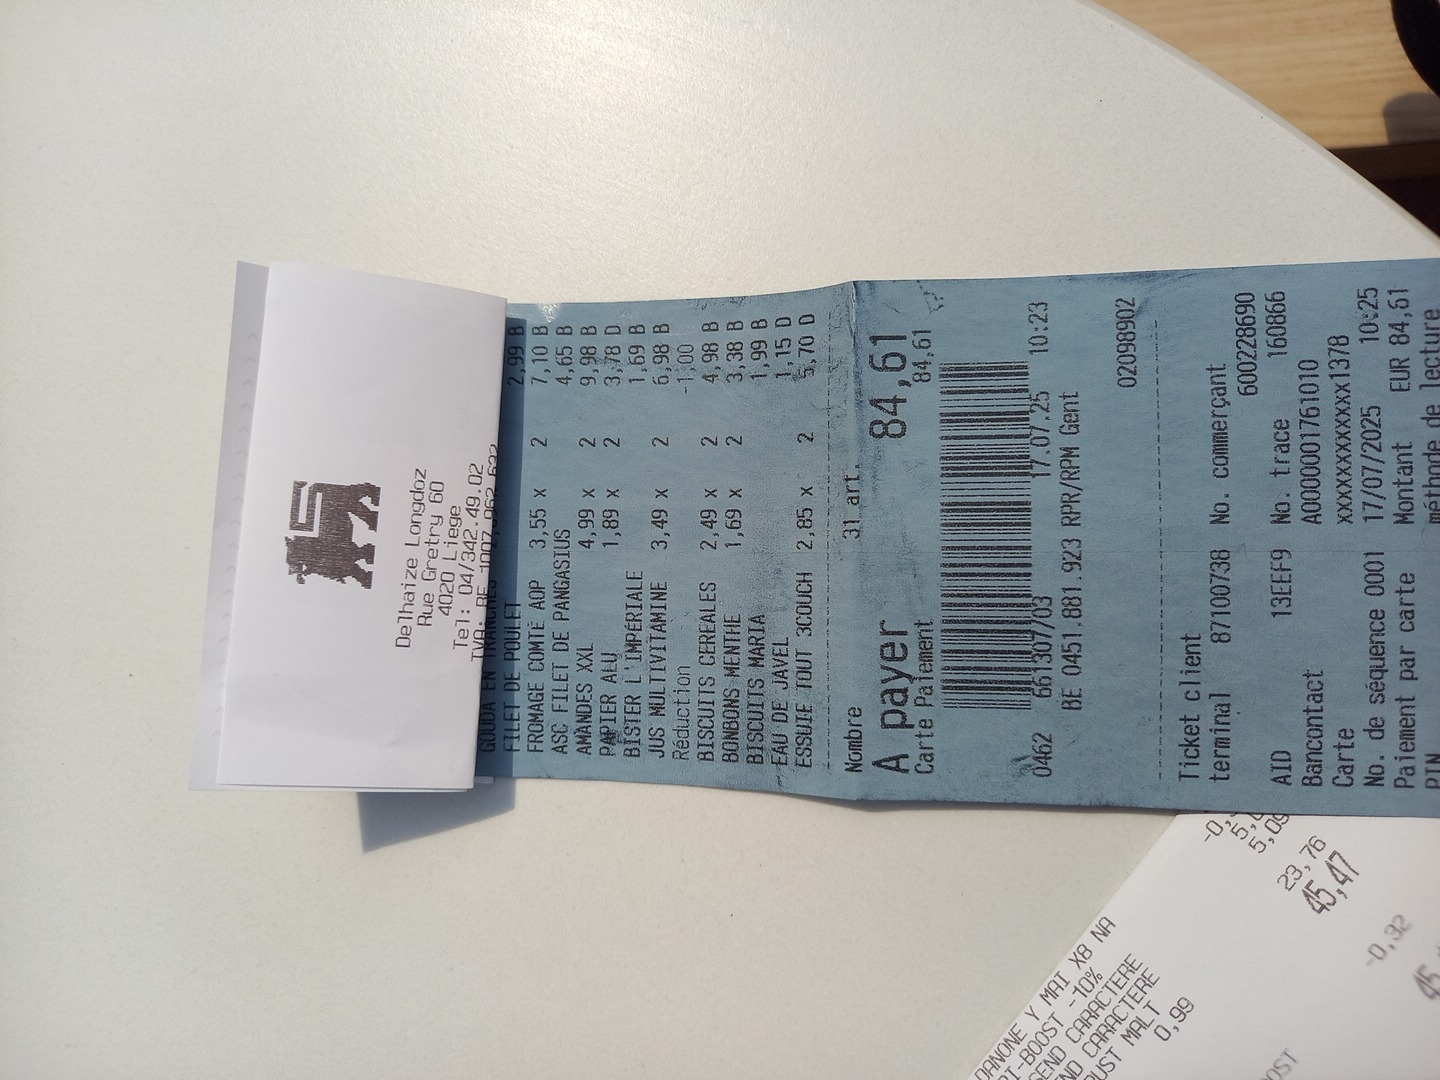 Delhaize Longdoz
Rue Gretry 60
4020 Liege
Tel: 04/342.49.02
GOUDA EN TRANCHES
FILET DE POULET 2,99 B
FROMAGE COMTE AOP 3,55 x 2 7,10 B
ASC FILET DE PANGASIUS 4,65 B
AMANDES XXL 4,99 x 2 9,98 B
PAPIER ALU 1,89 x 2 3,78 D
BISTER L'IMPERIALE 1 69 B
JUS MULTIVITAMINE 3,49 x 2 6,98 B
Réduction -1,00
BISCUITS CEREALES 2,49 x 2 4,98 B
BONBONS MENTHE 1,69 x 2 3,38 B
BISCUITS MARIA 1,99 B
EAU DE JAVEL 1,15 D
ESSUIE TOUT 3COUCH 2,85 x 2 5,70 D
Nombre 31 art.
A payer 84,61
Carte Paiement 84,61
0462 661307/03 17.07.25 10:23
BE 0451.881.923 RPR/RPM Gent
02098902
Ticket client
terminal 87100738 No. commerçant
600228690
AID 13EEF9 No. trace 160866
Bancontact A0000001761010
Carte xxxxxxxxxxxxx1378
No. de séquence 0001 17/07/2025 10:25
Paiement par carte Montant EUR 84,61
PIN méthode de lecture
5,09
23,76
45,47
-0,32
DANONE Y MAI X8 NA
-10%
CARACTERE
CARACTERE
MALT
0,99